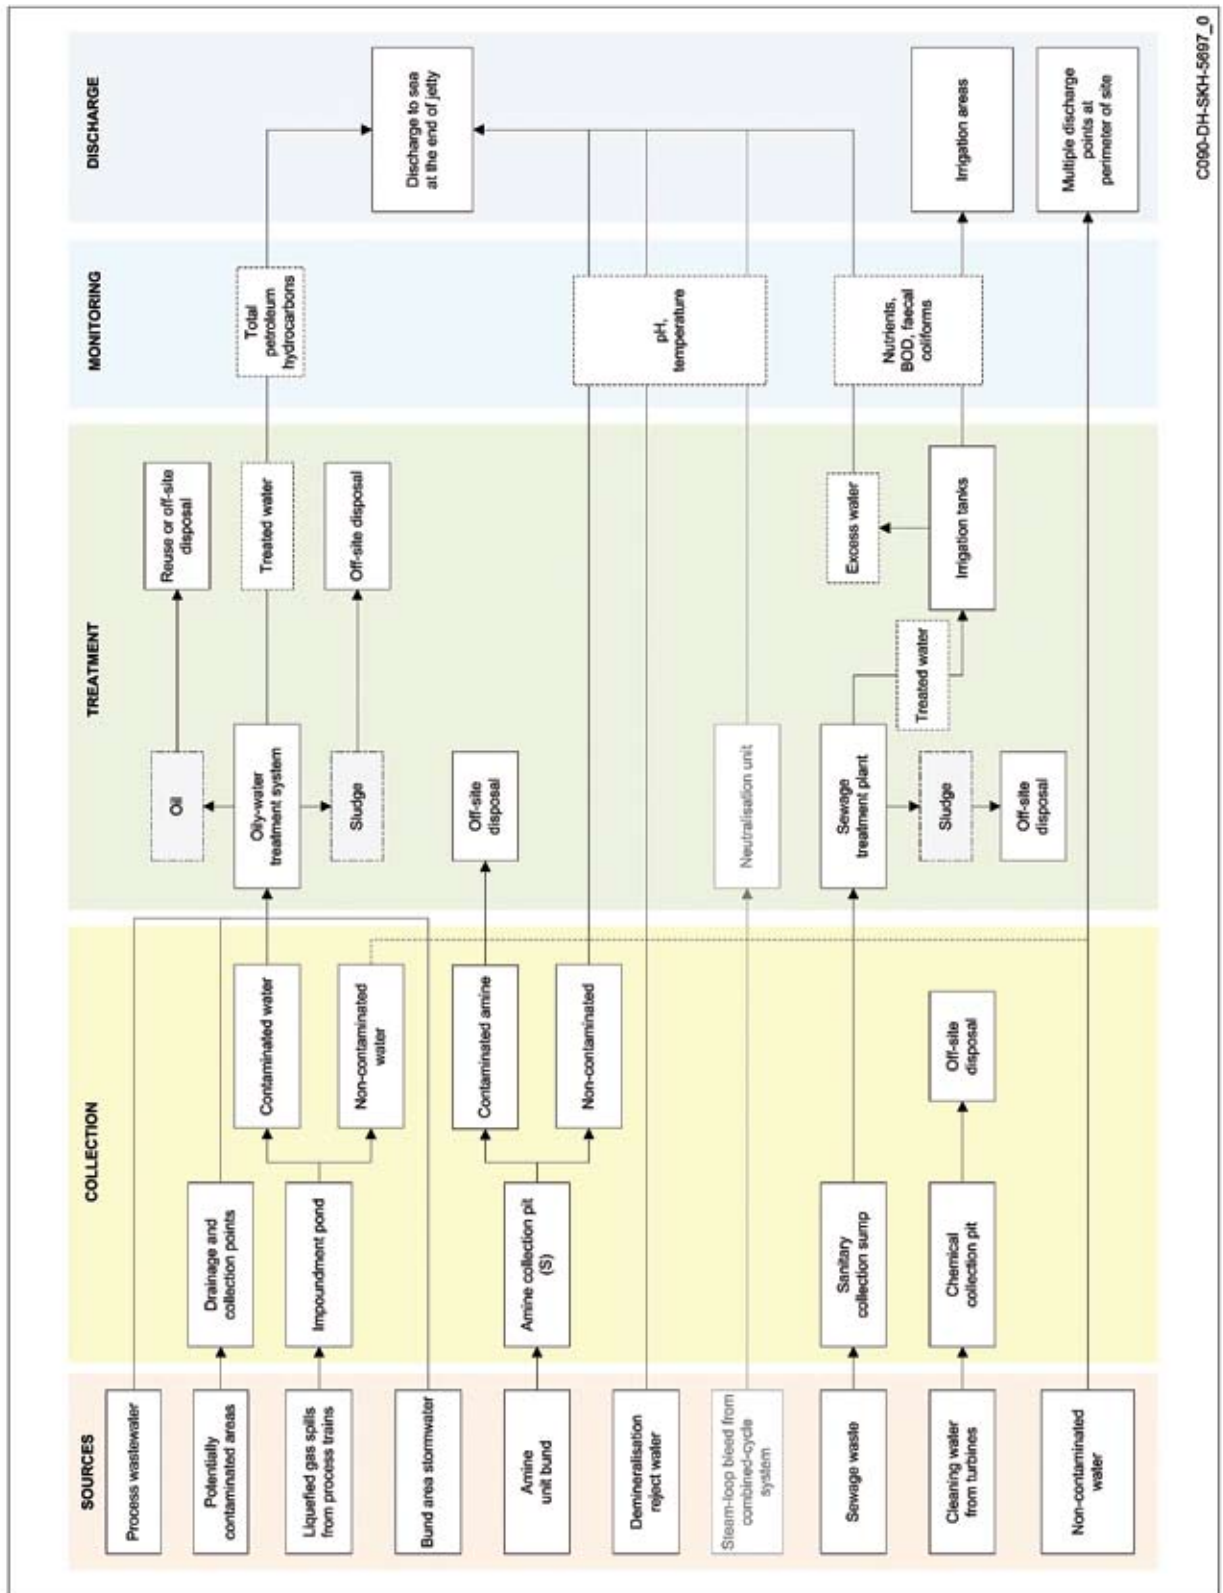 SOURCES
Process wastewater
Potentially
contaminated areas
Liquefied gas spills
from process trains
Bund area stormwater
Amine
unit bund
Demineralisation
reject water
Steam-loop bleed from
combined-cycle
system
Sewage waste
Cleaning water
from turbines
Non-contaminated
water
COLLECTION
Drainage and
collection points
Impoundment pond
Contaminated water
Non-contaminated
water
Amine collection pit
(S)
Contaminated amine
Non-contaminated
Sanitary
collection sump
Chemical
collection pit
Off-site
disposal
TREATMENT
Oil
Oily-water
treatment system
Sludge
Reuse or off-site
disposal
Treated water
Off-site disposal
Off-site
disposal
Neutralisation unit
Sewage
treatment plant
Sludge
Off-site
disposal
Treated water
Excess water
Irrigation tanks
MONITORING
Total
petroleum
hydrocarbons
pH,
temperature
Nutrients,
BOD, faecal
coliforms
DISCHARGE
Discharge to sea
at the end of jetty
Irrigation areas
Multiple discharge
points at
perimeter of site
C090-DH-SKH-5697_0